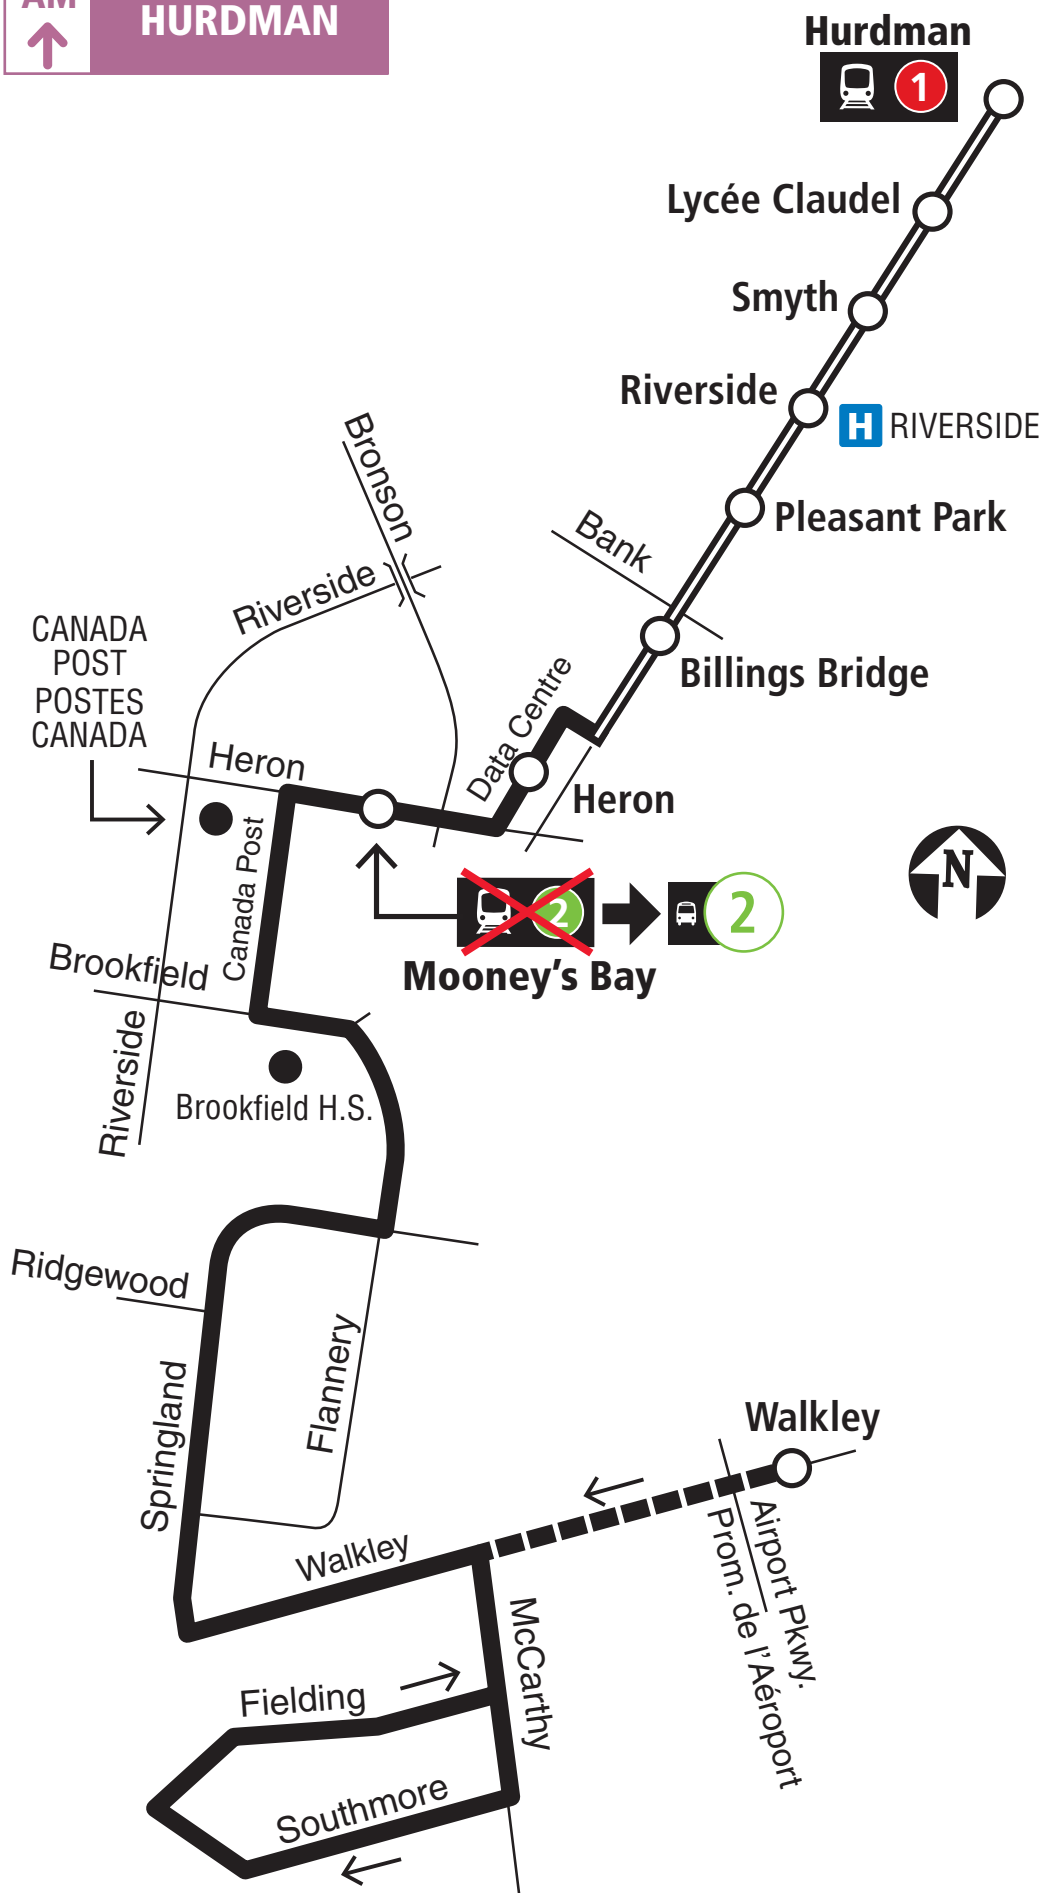 AM
HURDMAN
Hurdman
1
Lycée Claudel
Smyth
Riverside
H RIVERSIDE
Bronson
Pleasant Park
Bank
Riverside
CANADA
POST
POSTES
CANADA
Billings Bridge
Data Centre
Heron
Heron
Canada Post
N
2
2
Mooney's Bay
Brookfield
Riverside
Brookfield H.S.
Ridgewood
Flannery
Springland
Walkley
Walkley
Airport Pkwy.
Prom. de l'Aéroport
McCarthy
Fielding
Southmore